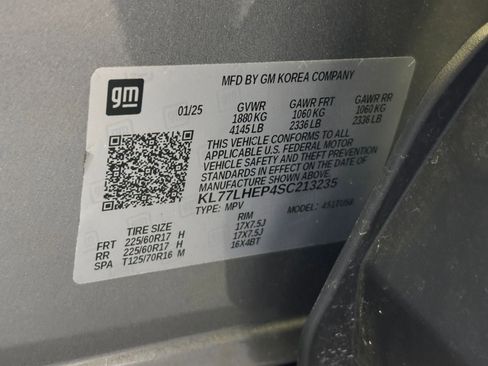 MFD BY GM KOREA COMPANY
gm
01/25 GVWR GAWR FRT GAWR RR
1880 KG 1060 KG 1060 KG
4145 LB 2336 LB 2336 LB
THIS VEHICLE CONFORMS TO ALL
APPLICABLE U.S. FEDERAL MOTOR
VEHICLE SAFETY AND THEFT PREVENTION
STANDARDS IN EFFECT ON THE DATE OF
MANUFACTURE SHOWN ABOVE.
KL77LHEP4SC213235
TYPE: MPV MODEL:
TIRE SIZE RIM
FRT 225/60R17 H 17X7.5J
RR 225/60R17 H 17X7.5J
SPA T125/70R16 M 16X4BT